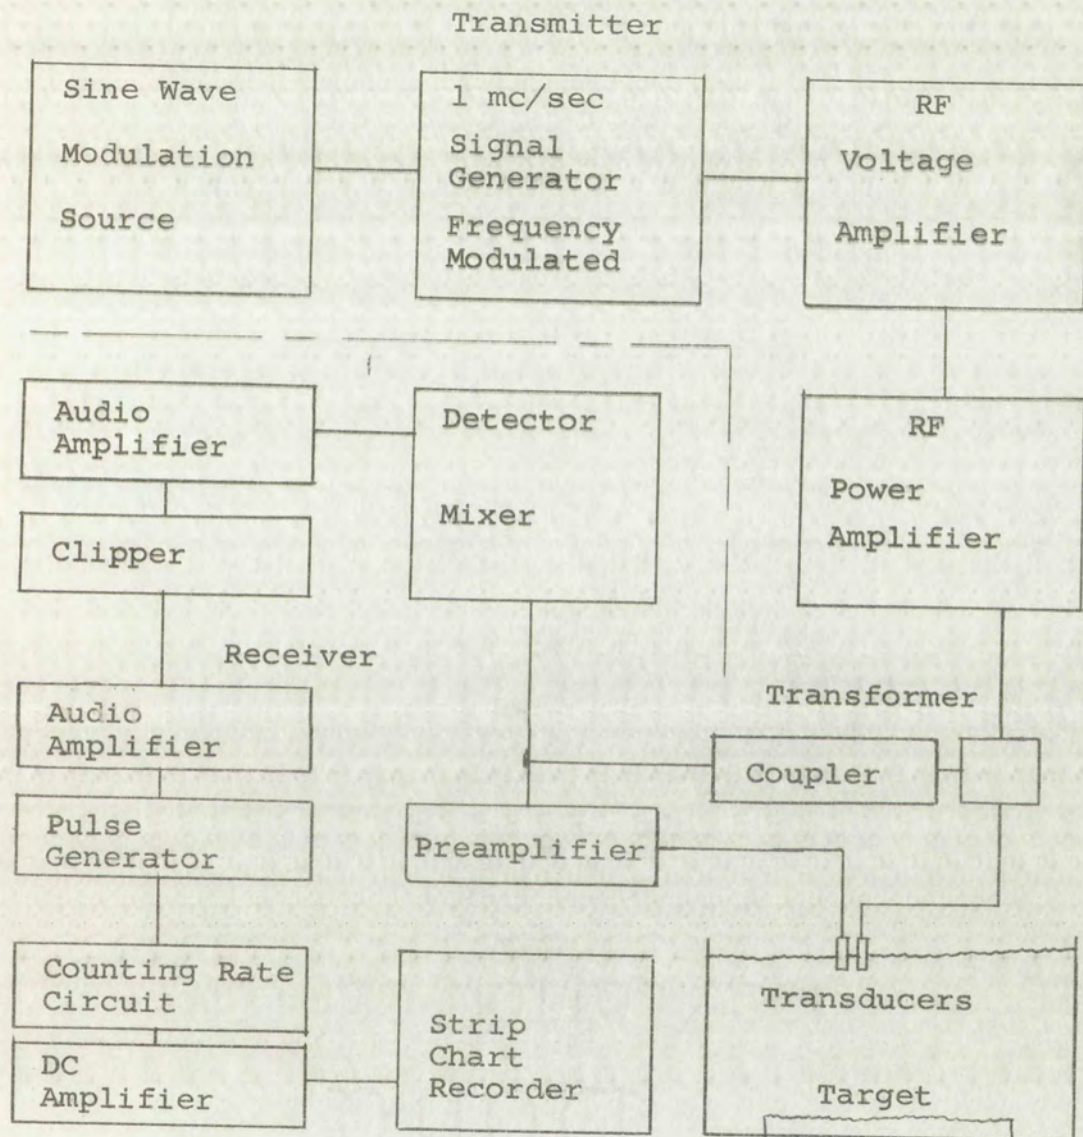 Transmitter
Sine Wave
Modulation
Source
1 mc/sec
Signal
Generator
Frequency
Modulated
RF
Voltage
Amplifier
Audio
Amplifier
Detector
Mixer
RF
Power
Amplifier
Clipper
Receiver
Audio
Amplifier
Transformer
Coupler
Pulse
Generator
Preamplifier
Counting Rate
Circuit
DC
Amplifier
Strip
Chart
Recorder
Transducers
Target